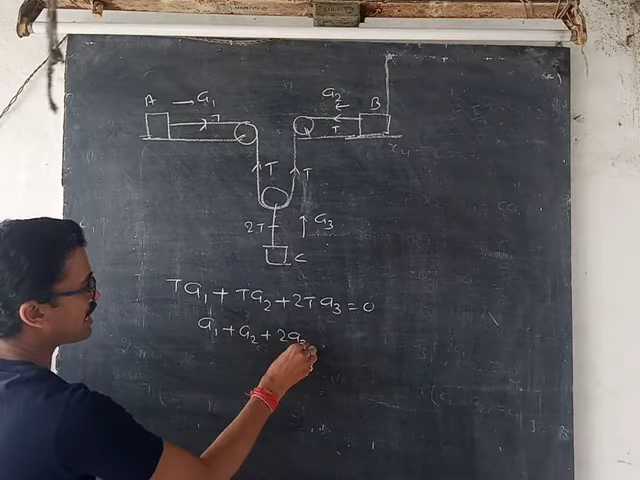 A a₁ a₂ B
T T
T T
2T a₃
C
Ta₁ + Ta₂ + 2Ta₃ = 0
a₁ + a₂ + 2a₃